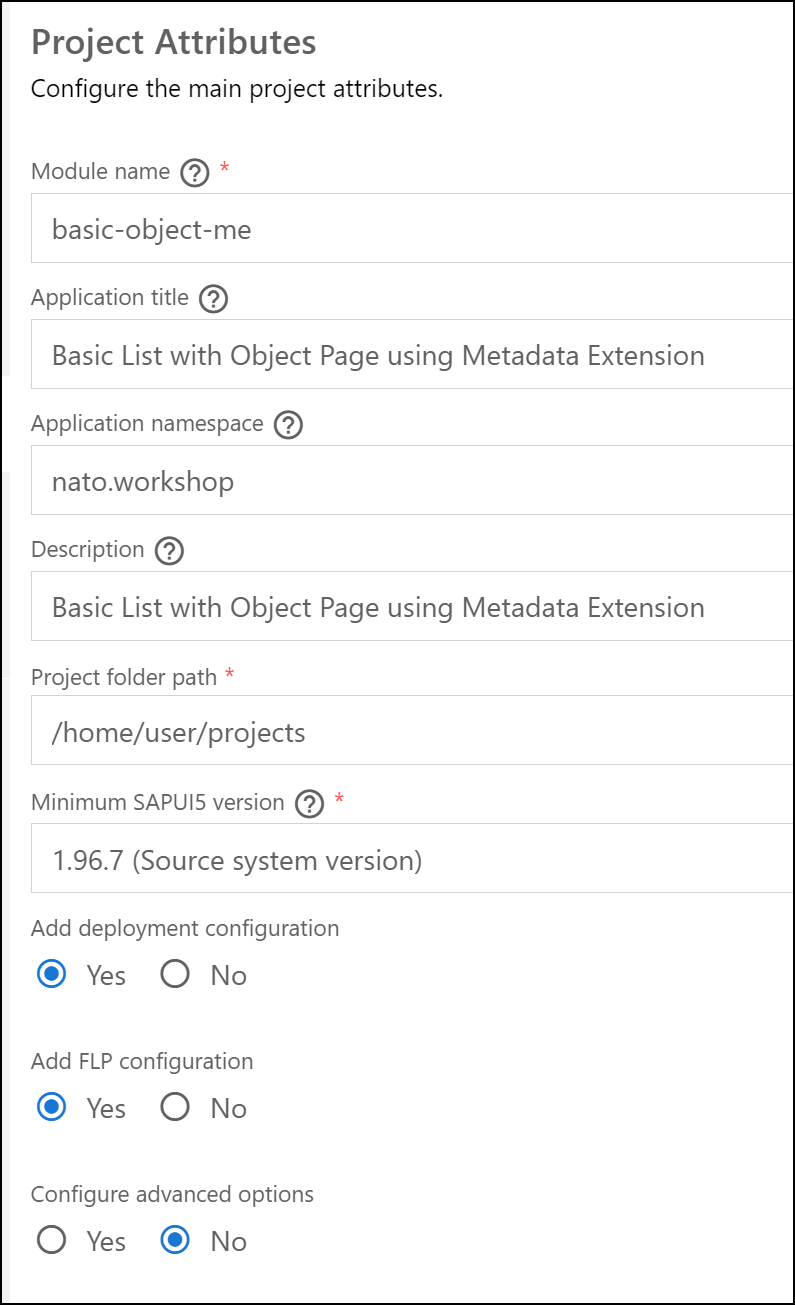 Project Attributes
Configure the main project attributes.
Module name ? *
basic-object-me
Application title ?
Basic List with Object Page using Metadata Extension
Application namespace ?
nato.workshop
Description ?
Basic List with Object Page using Metadata Extension
Project folder path *
/home/user/projects
Minimum SAPUI5 version ? *
1.96.7 (Source system version)
Add deployment configuration
Yes No
Add FLP configuration
Yes No
Configure advanced options
Yes No